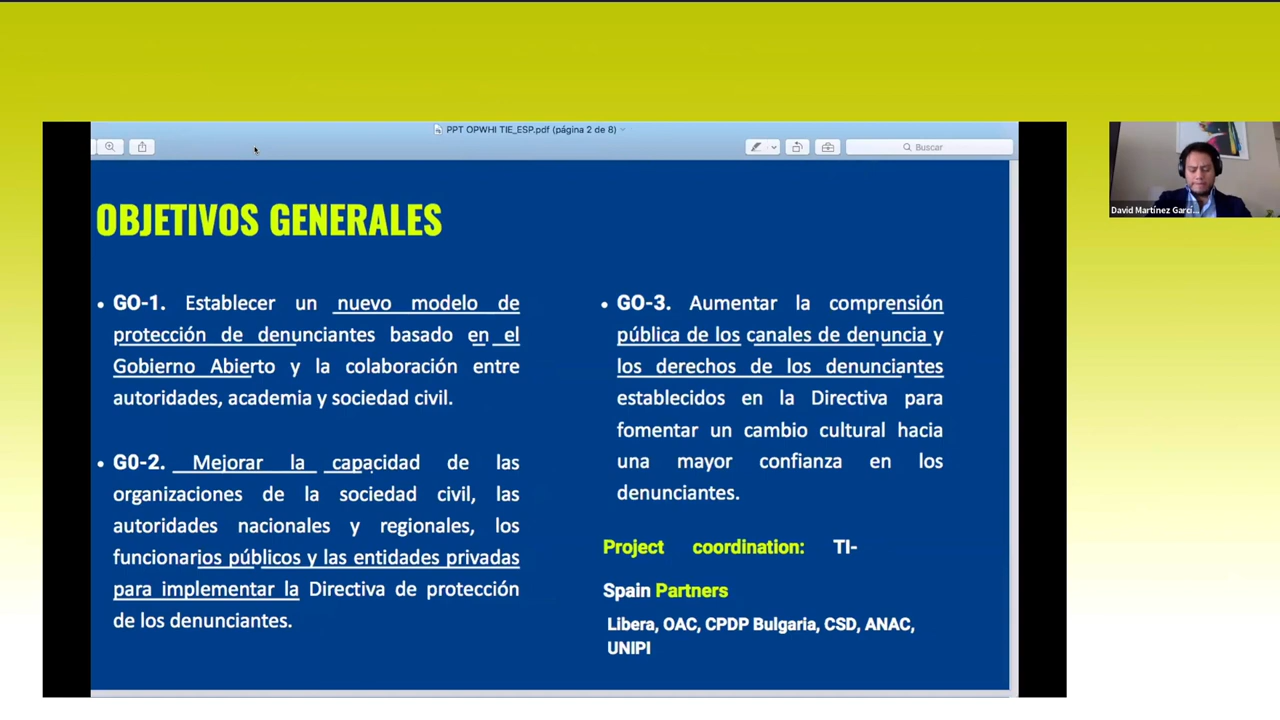 PPT OPWHI TIE_ESP.pdf (página 2 de 8)
Buscar
OBJETIVOS GENERALES
• GO-1. Establecer un nuevo modelo de
protección de denunciantes basado en el
Gobierno Abierto y la colaboración entre
autoridades, academia y sociedad civil.
• G0-2. Mejorar la capacidad de las
organizaciones de la sociedad civil, las
autoridades nacionales y regionales, los
funcionarios públicos y las entidades privadas
para implementar la Directiva de protección
de los denunciantes.
• GO-3. Aumentar la comprensión
pública de los canales de denuncia y
los derechos de los denunciantes
establecidos en la Directiva para
fomentar un cambio cultural hacia
una mayor confianza en los
denunciantes.
Project coordination: TI-
Spain Partners
Libera, OAC, CPDP Bulgaria, CSD, ANAC,
UNIPI
David Martínez Garcí...